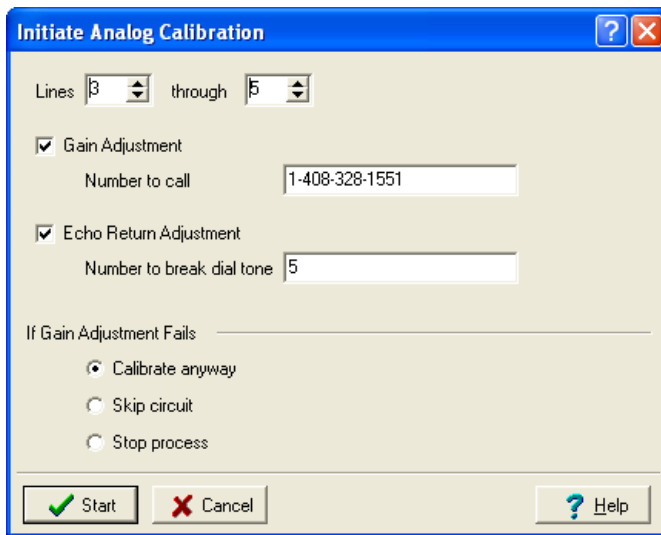 Initiate Analog Calibration
Lines 3 through 5
Gain Adjustment
Number to call 1-408-328-1551
Echo Return Adjustment
Number to break dial tone 5
If Gain Adjustment Fails
Calibrate anyway
Skip circuit
Stop process
Start Cancel Help